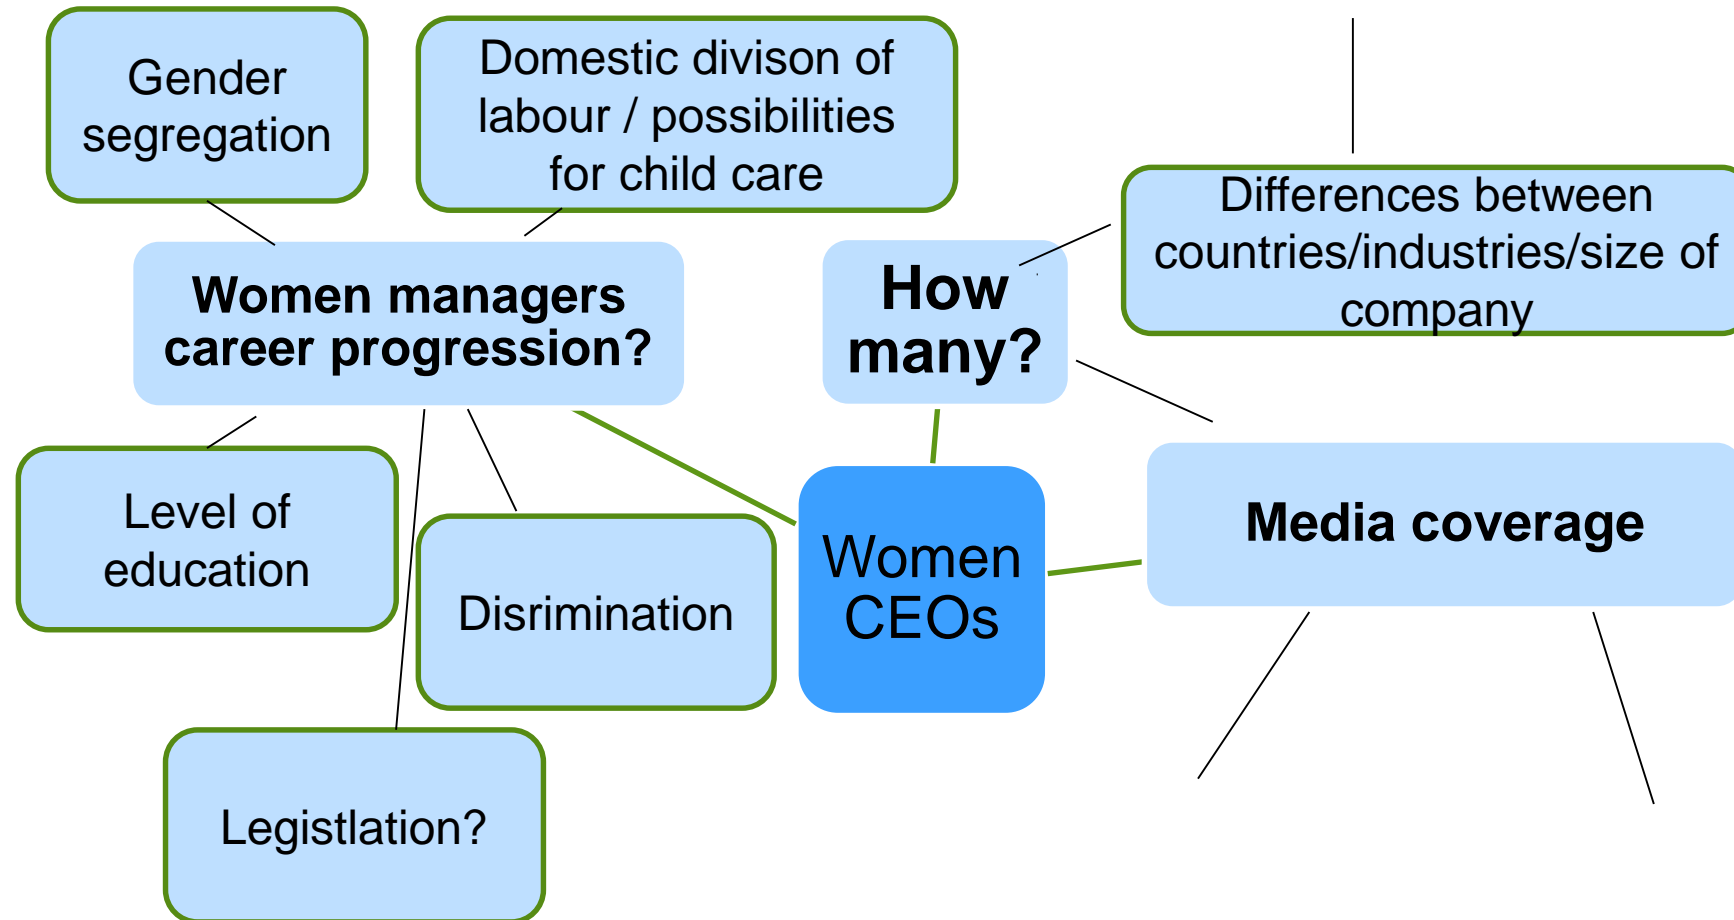 Gender
segregation
Domestic divison of
labour / possibilities
for child care
Differences between
countries/industries/size of
company
Women managers
career progression?
How
many?
Level of
education
Disrimination
Women
CEOs
Media coverage
Legistlation?